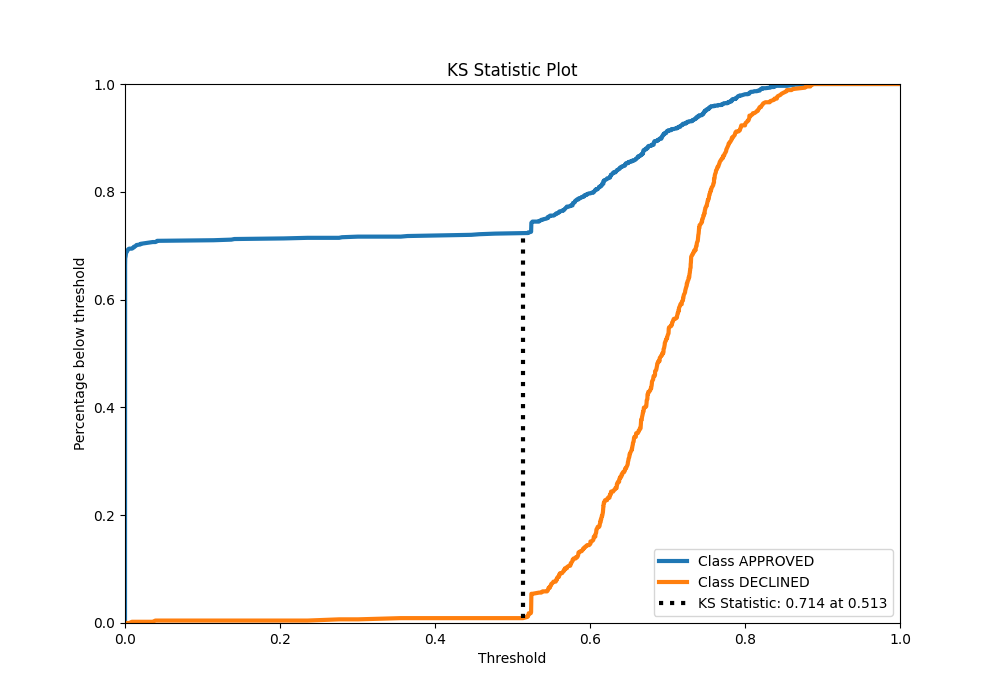 KS Statistic Plot
1.0
0.8
0.6
0.4
0.2
0.0
Percentage below threshold
0.0 0.2 0.4 0.6 0.8 1.0
Threshold
Class APPROVED
Class DECLINED
KS Statistic: 0.714 at 0.513